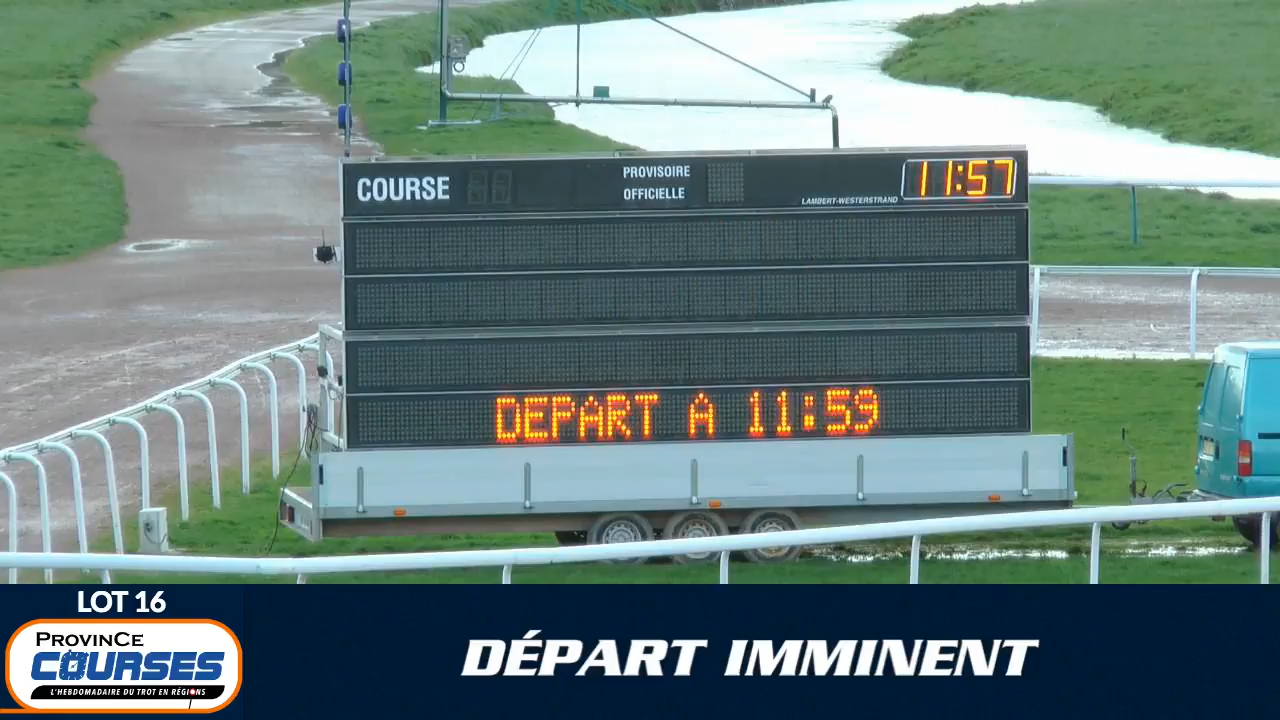 COURSE
PROVISOIRE
OFFICIELLE
LAMBERT-WESTERSTRAND
11:57
DEPART A 11:59
LOT 16
PROVINCE
COURSES
L'HEBDOMADAIRE DU TROT EN RÉGIONS
DÉPART IMMINENT